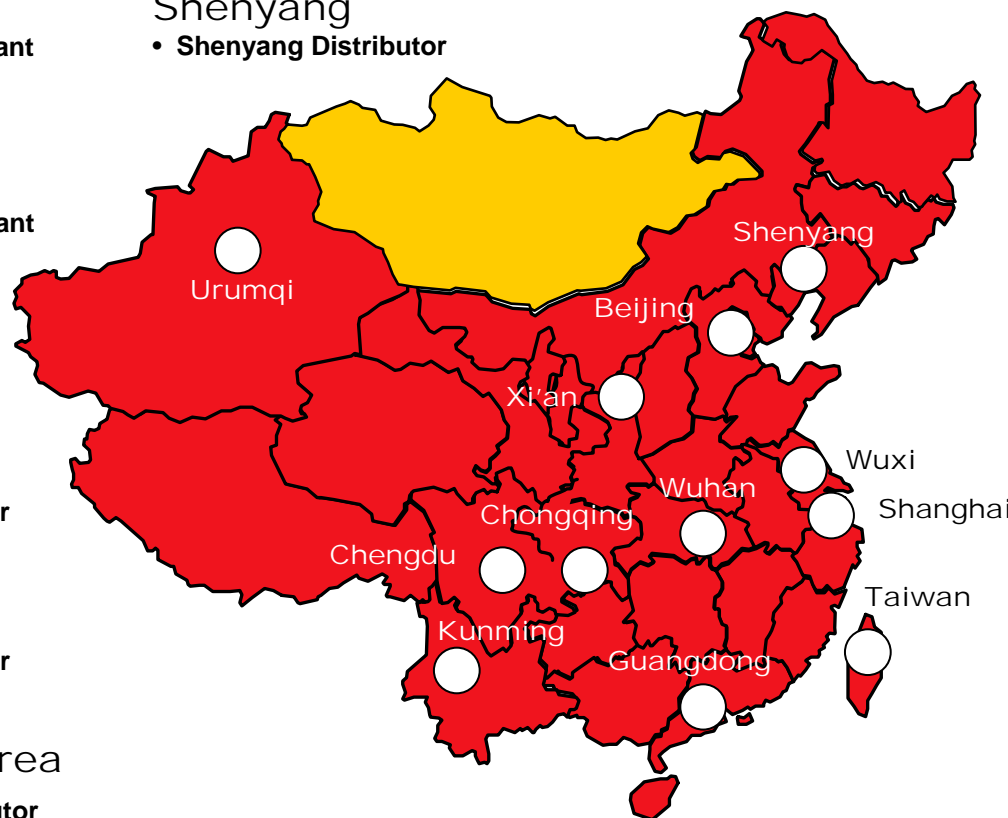 Shenyang
• Shenyang Distributor
ant
ant
r
r
rea
utor
Shenyang
Urumqi
Beijing
Xi'an
Wuxi
Wuhan
Shanghai
Chongqing
Chengdu
Taiwan
Kunming
Guangdong